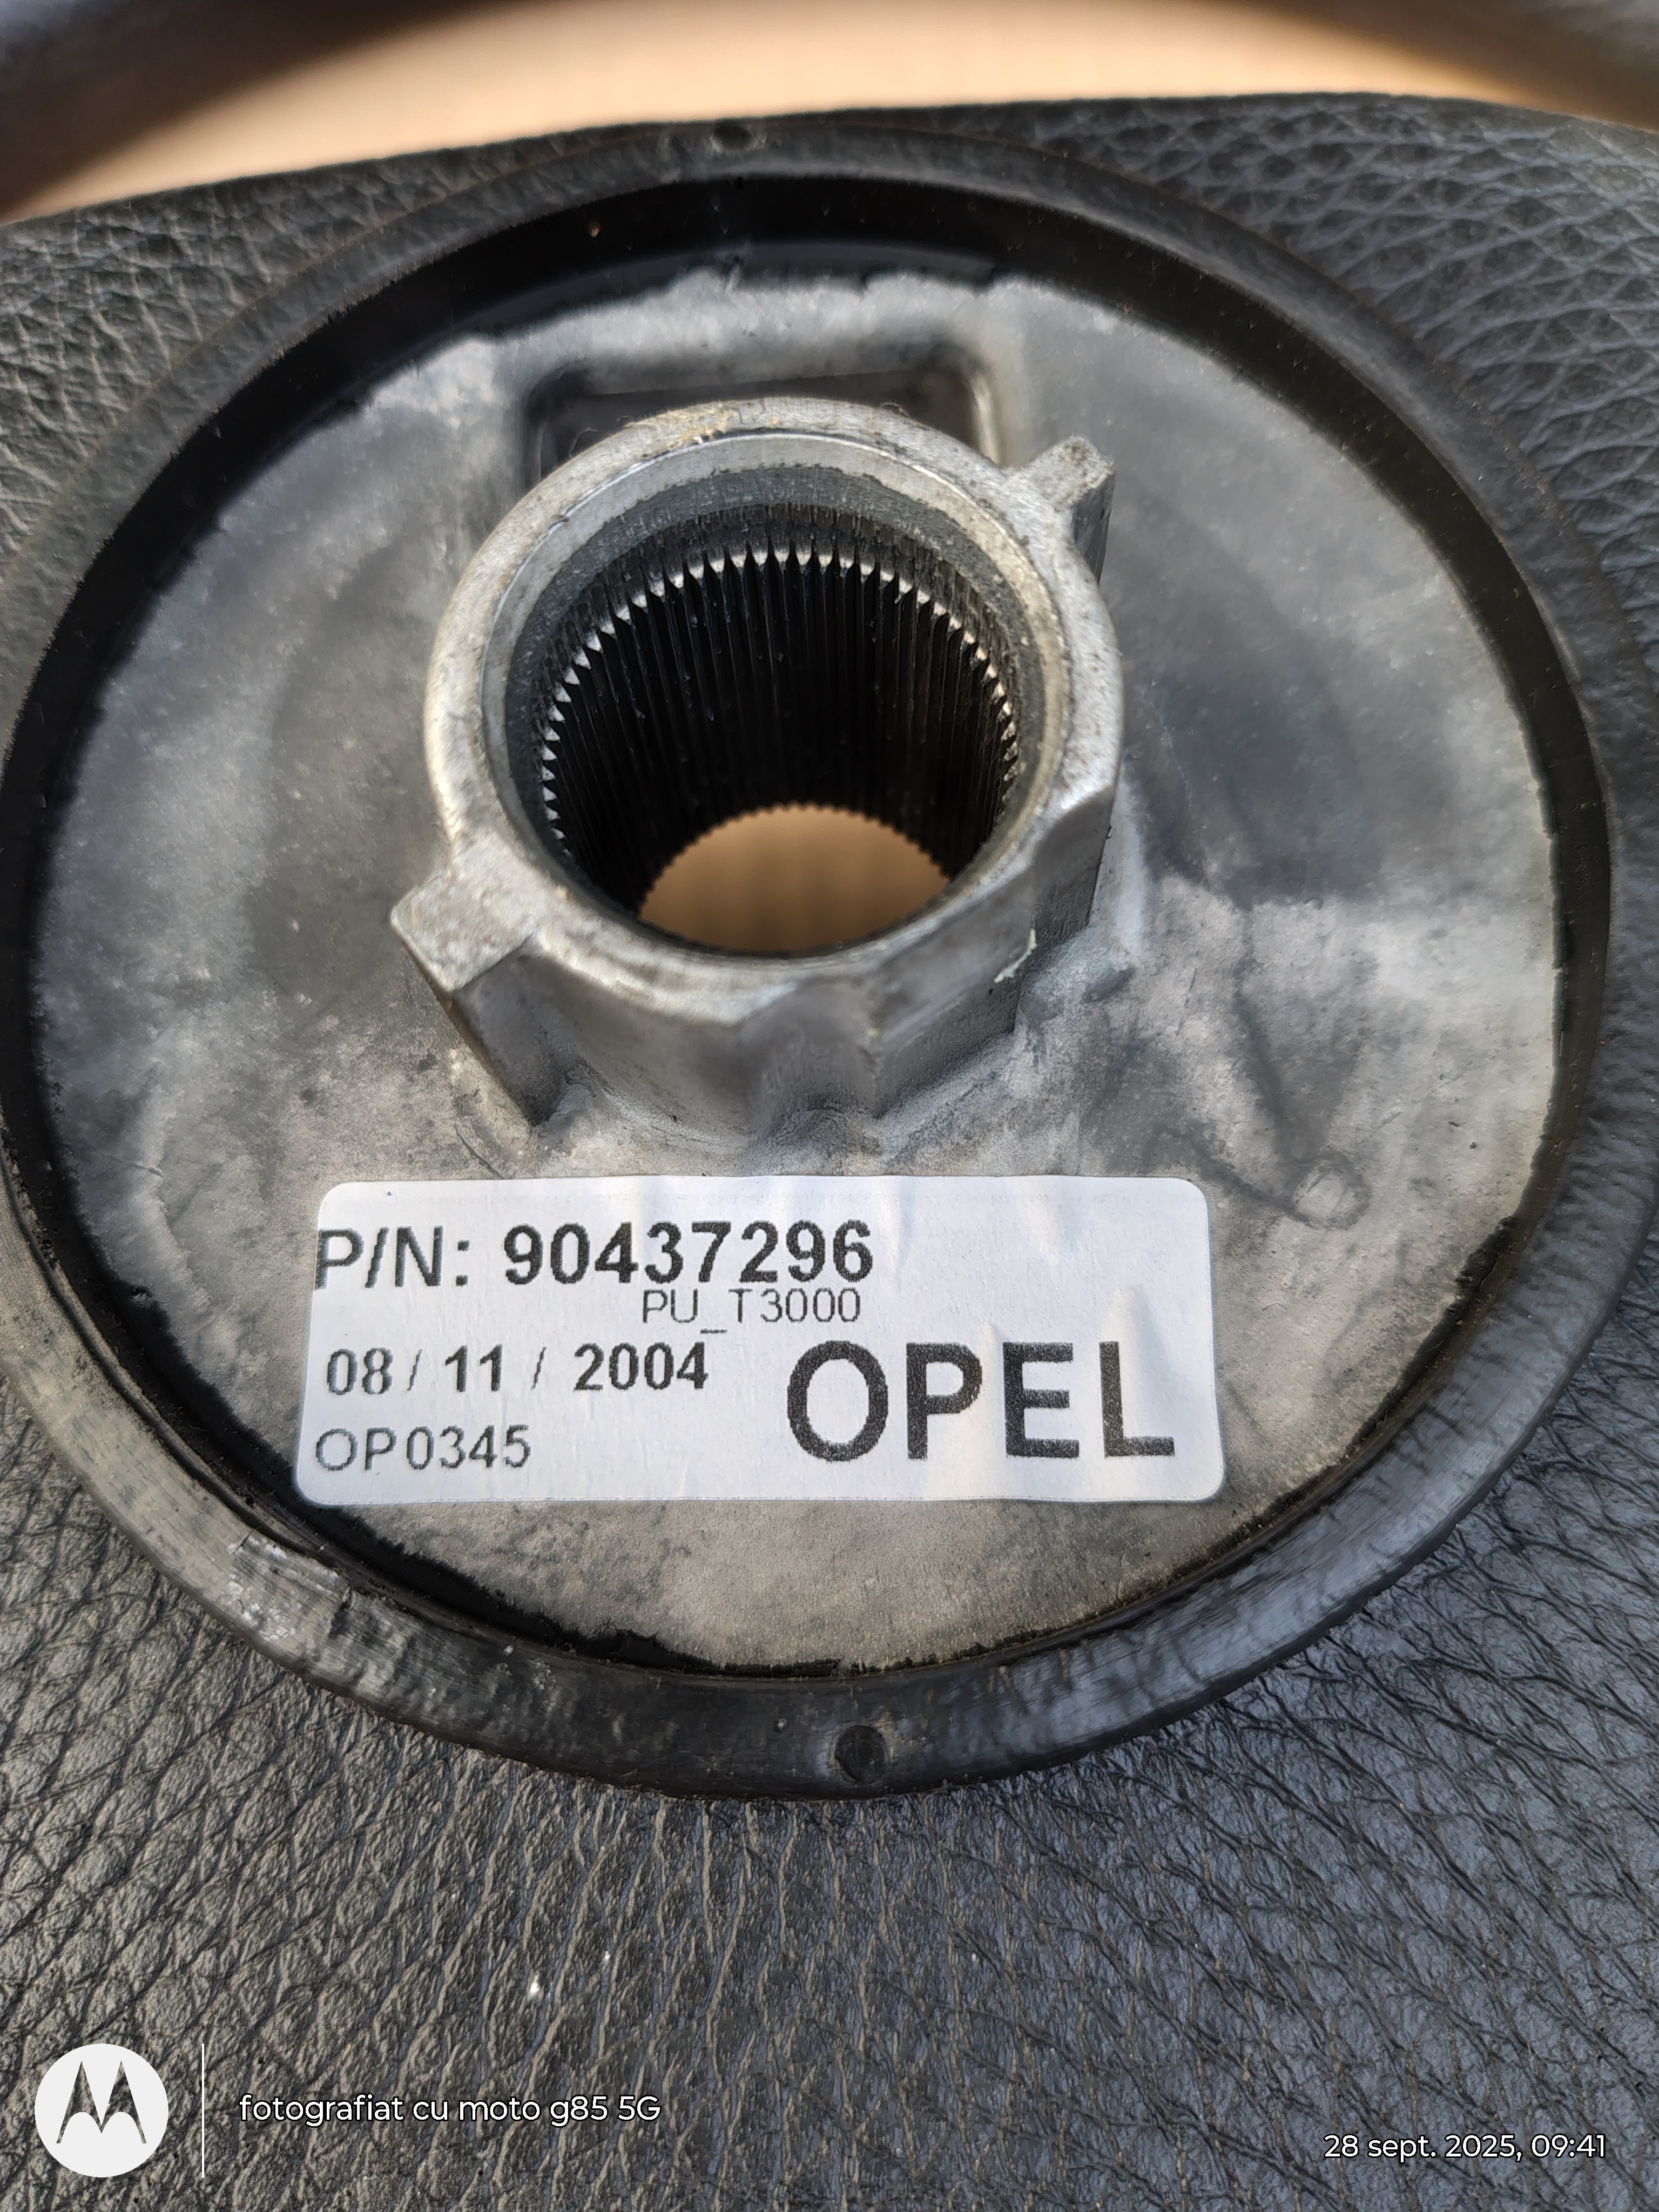 P/N: 90437296
PU_T3000
08 / 11 / 2004
OPEL
OP0345
fotografiat cu moto g85 5G
28 sept. 2025, 09:41